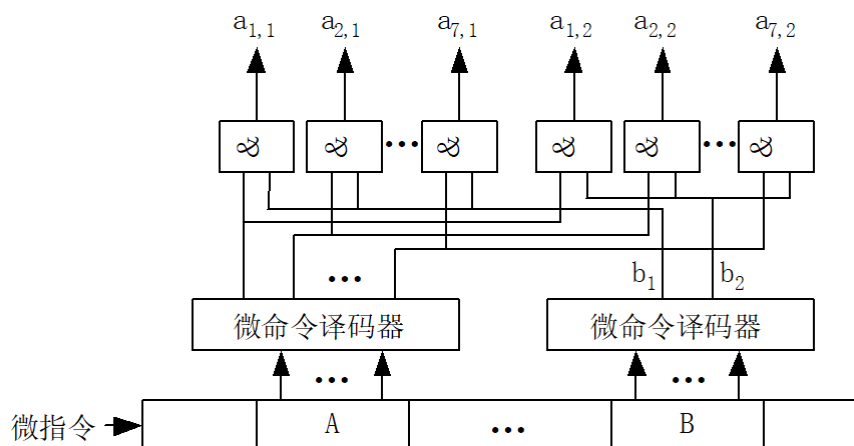 a1,1 a2,1 a7,1 a1,2 a2,2 a7,2
& & ••• & & & ••• &
••• b1 b2
微命令译码器 微命令译码器
••• •••
微指令 A ••• B